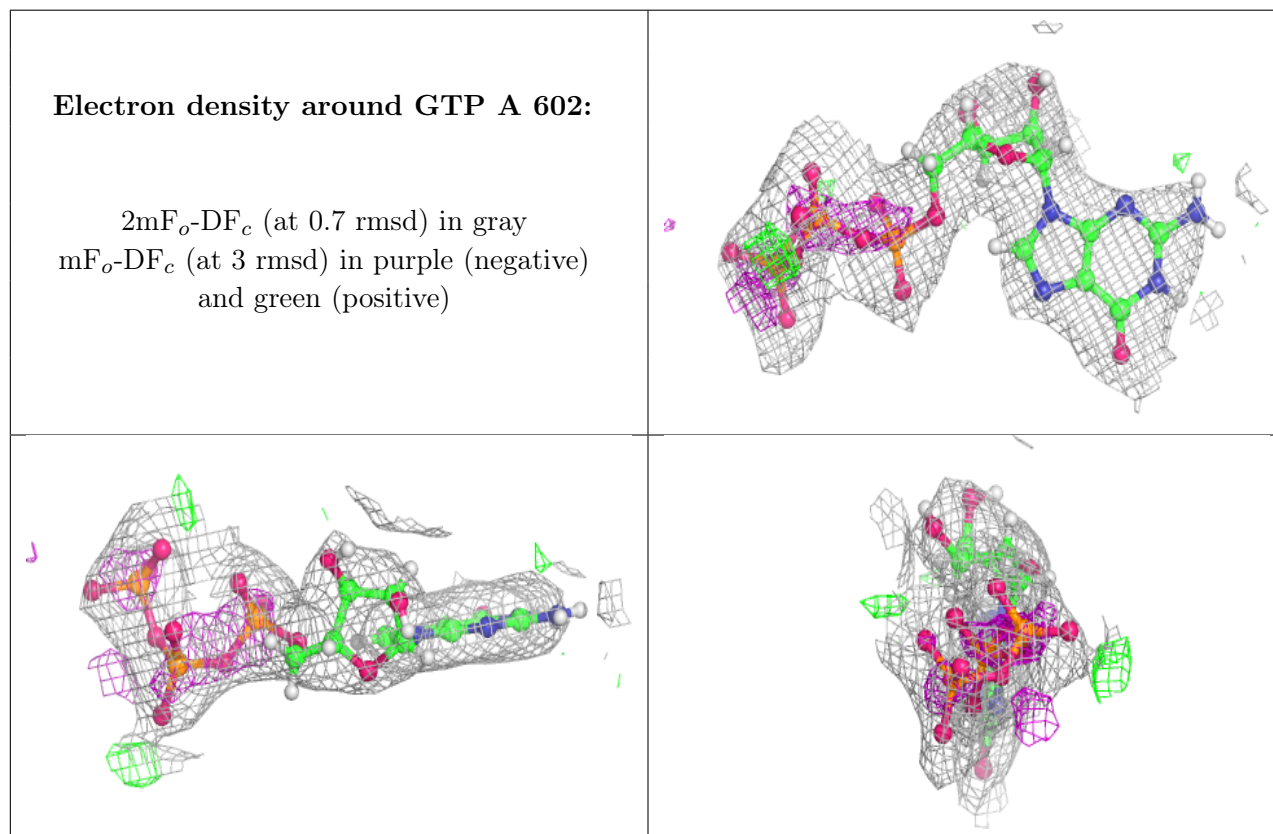 Electron density around GTP A 602:
2mFₒ-DF𝒸 (at 0.7 rmsd) in gray
mFₒ-DF𝒸 (at 3 rmsd) in purple (negative)
and green (positive)